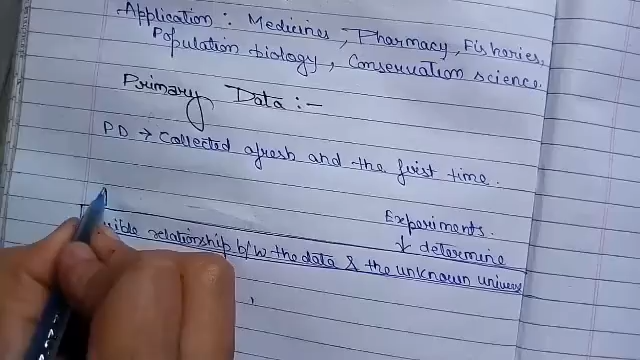 Application :- Medicines, Pharmacy, Fisheries,
Population biology, Conservation science.
Primary Data :-
PD → Collected afresh and the first time.
Experiments.
↓ determine
relationship b/w the data & the unknown univers